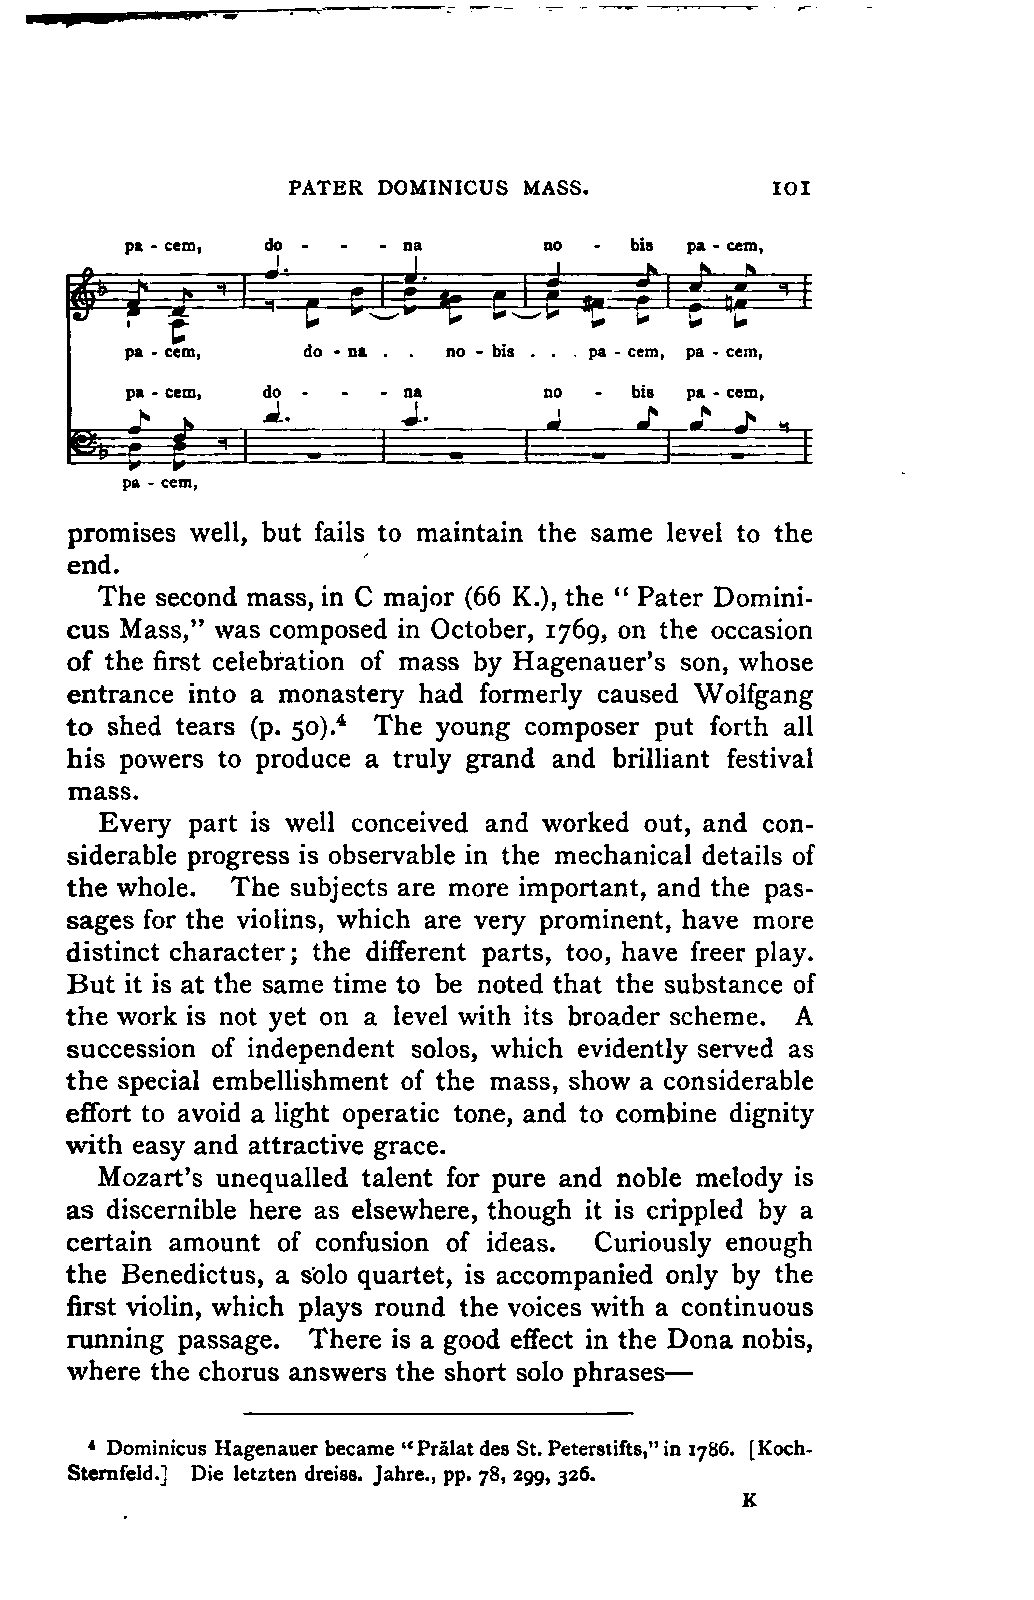 PATER DOMINICUS MASS. 101
pa - cem, do - - - na no - bis pa - cem,
pa - cem, do - na . . no - bis . . . pa - cem, pa - cem,
pa - cem, do - - - na no - bis pa - cem,
pa - cem,
promises well, but fails to maintain the same level to the
end.
The second mass, in C major (66 K.), the “ Pater Domini-
cus Mass,” was composed in October, 1769, on the occasion
of the first celebration of mass by Hagenauer’s son, whose
entrance into a monastery had formerly caused Wolfgang
to shed tears (p. 50).⁴ The young composer put forth all
his powers to produce a truly grand and brilliant festival
mass.
Every part is well conceived and worked out, and con-
siderable progress is observable in the mechanical details of
the whole. The subjects are more important, and the pas-
sages for the violins, which are very prominent, have more
distinct character; the different parts, too, have freer play.
But it is at the same time to be noted that the substance of
the work is not yet on a level with its broader scheme. A
succession of independent solos, which evidently served as
the special embellishment of the mass, show a considerable
effort to avoid a light operatic tone, and to combine dignity
with easy and attractive grace.
Mozart’s unequalled talent for pure and noble melody is
as discernible here as elsewhere, though it is crippled by a
certain amount of confusion of ideas. Curiously enough
the Benedictus, a solo quartet, is accompanied only by the
first violin, which plays round the voices with a continuous
running passage. There is a good effect in the Dona nobis,
where the chorus answers the short solo phrases—
⁴ Dominicus Hagenauer became “Prälat des St. Peterstifts,” in 1786. [Koch-
Sternfeld.] Die letzten dreiss. Jahre., pp. 78, 299, 326.
K